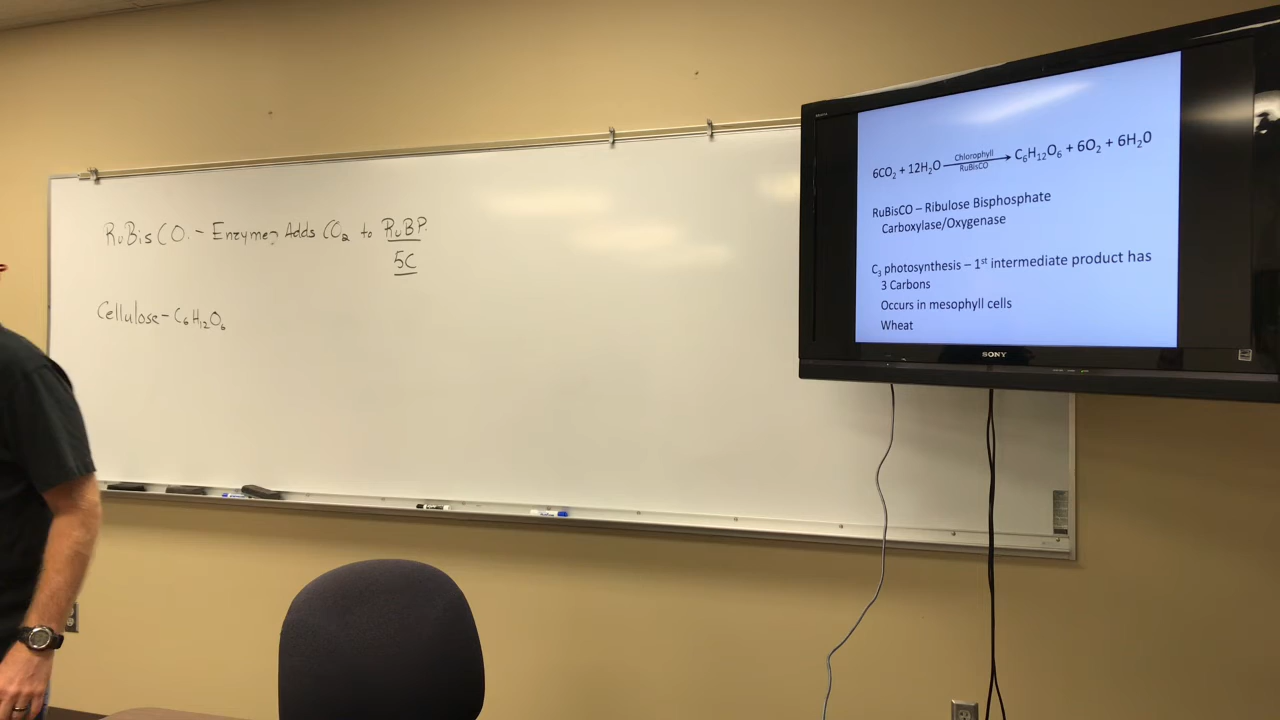 RuBisCO. - Enzyme, Adds CO₂ to RuBP.
5C
Cellulose - C₆H₁₂O₆
6CO₂ + 12H₂O Chlorophyll C₆H₁₂O₆ + 6O₂ + 6H₂O
RuBisCO
RuBisCO – Ribulose Bisphosphate
Carboxylase/Oxygenase
C₃ photosynthesis – 1st intermediate product has
3 Carbons
Occurs in mesophyll cells
Wheat
SONY